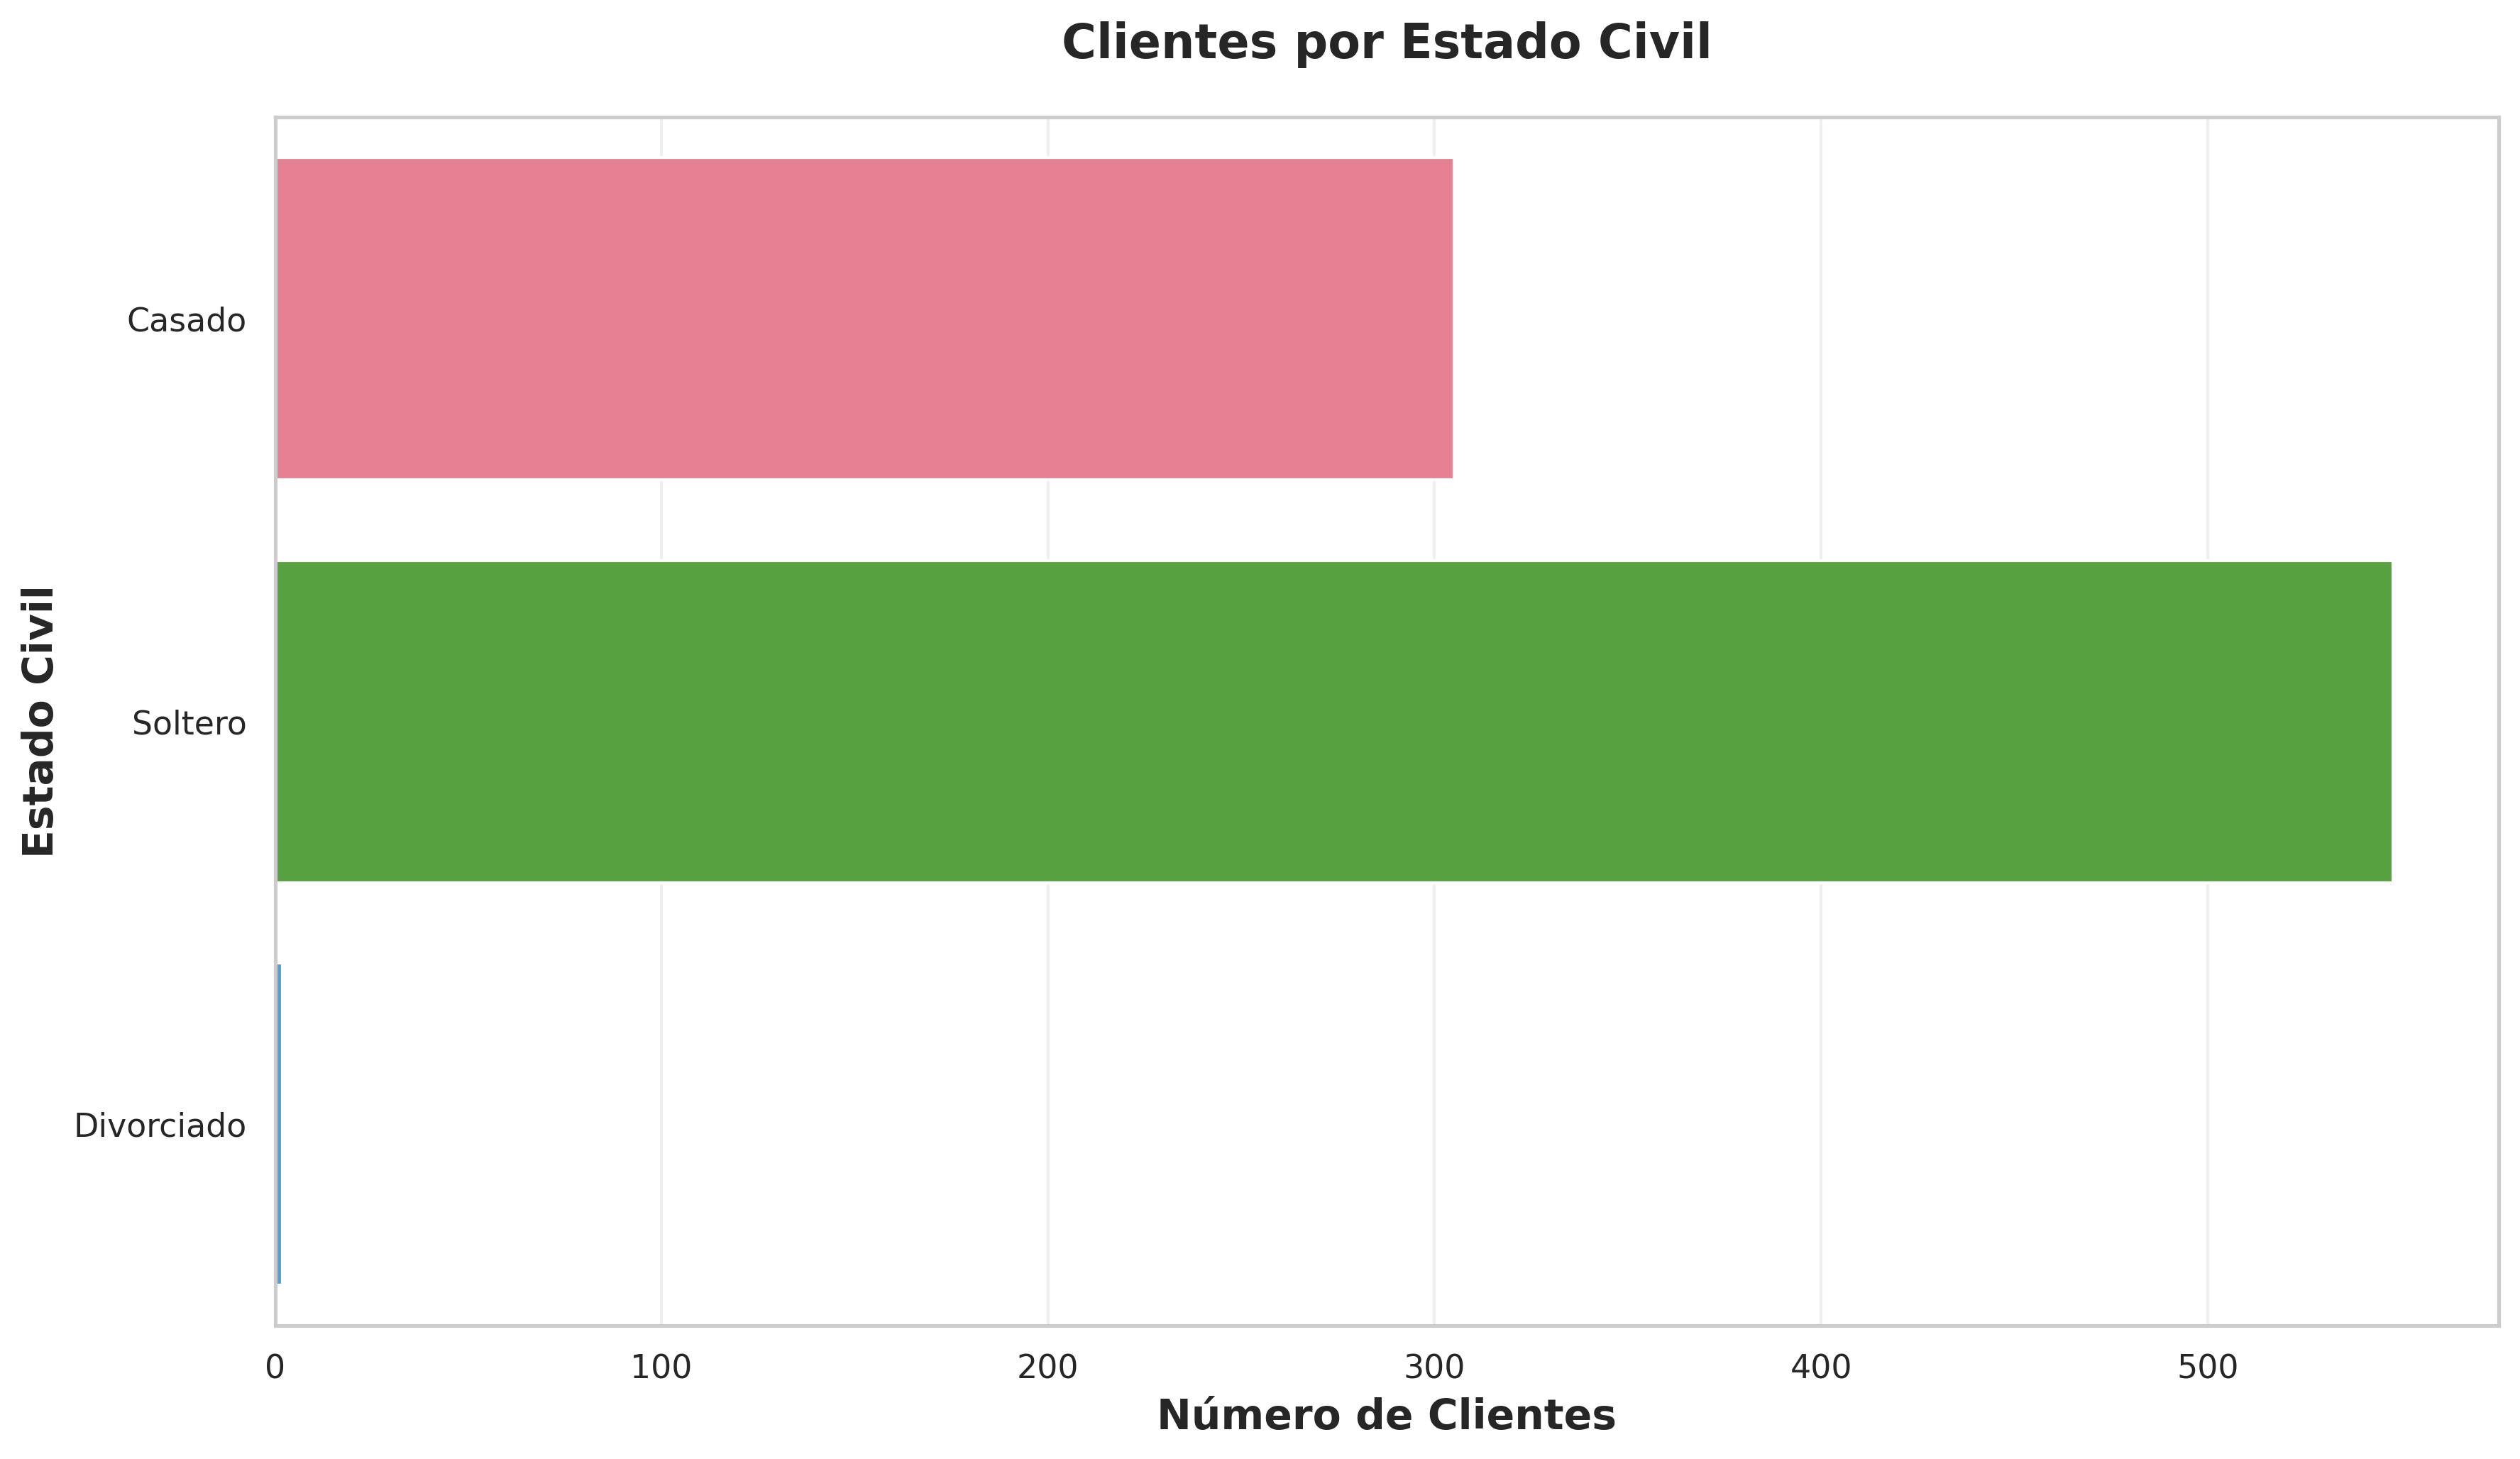 Clientes por Estado Civil
Estado Civil
Casado
Soltero
Divorciado
0 100 200 300 400 500
Número de Clientes